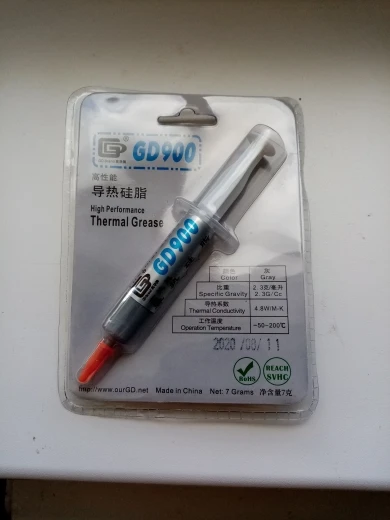 GD900
高性能
导热硅脂
High Performance
Thermal Grease
GD900
颜色 灰
Color Gray
比重 2.3克/毫升
Specific Gravity 2.3G/Cc
导热系数
Thermal Conductivity 4.8W/M-K
工作温度
Operation Temperature -50~200℃
RoHS
REACH
SVHC
http://www.ourGD.net Made in China Net: 7 Grams 净含量7克